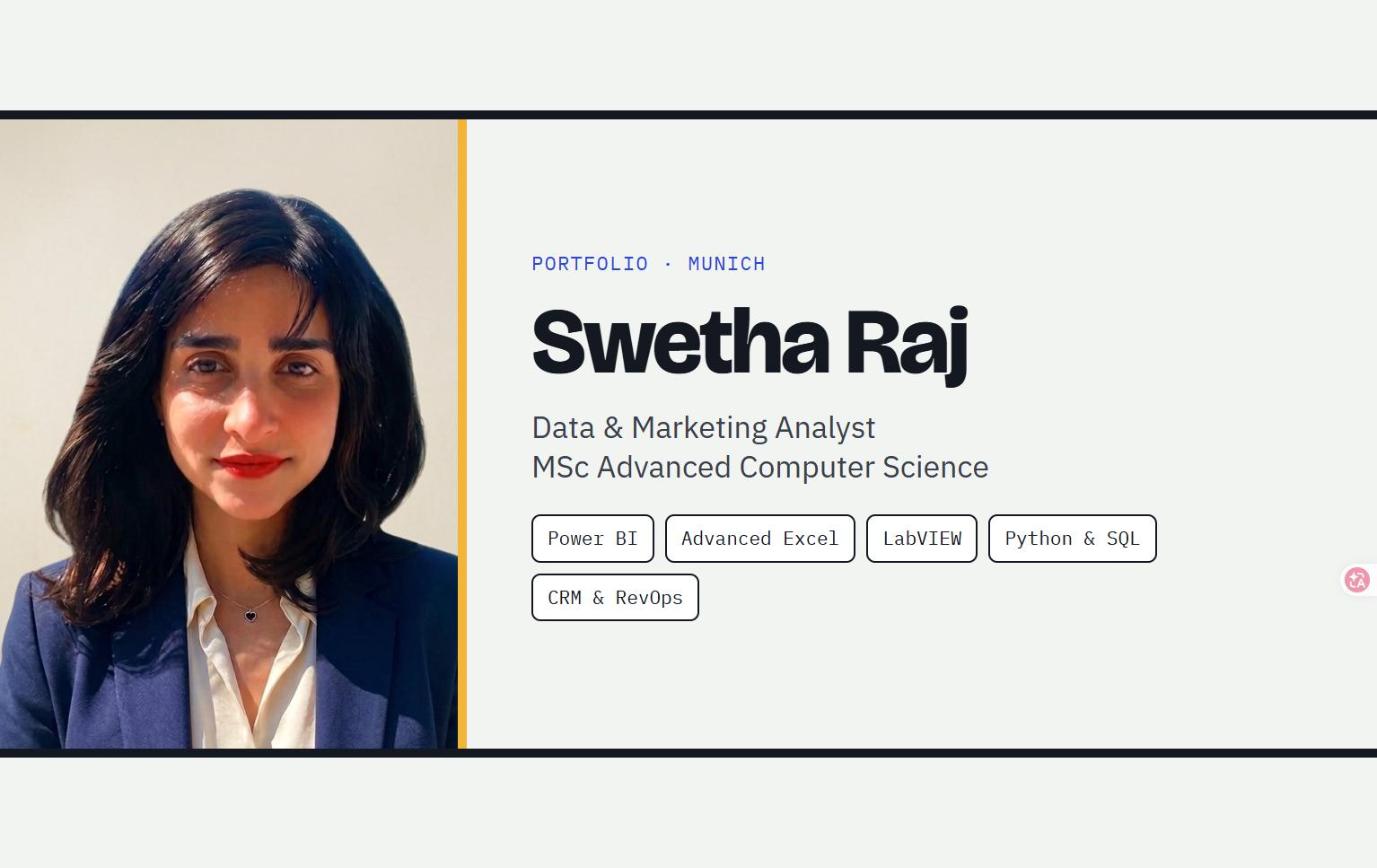 PORTFOLIO · MUNICH
Swetha Raj
Data & Marketing Analyst
MSc Advanced Computer Science
Power BI
Advanced Excel
LabVIEW
Python & SQL
CRM & RevOps